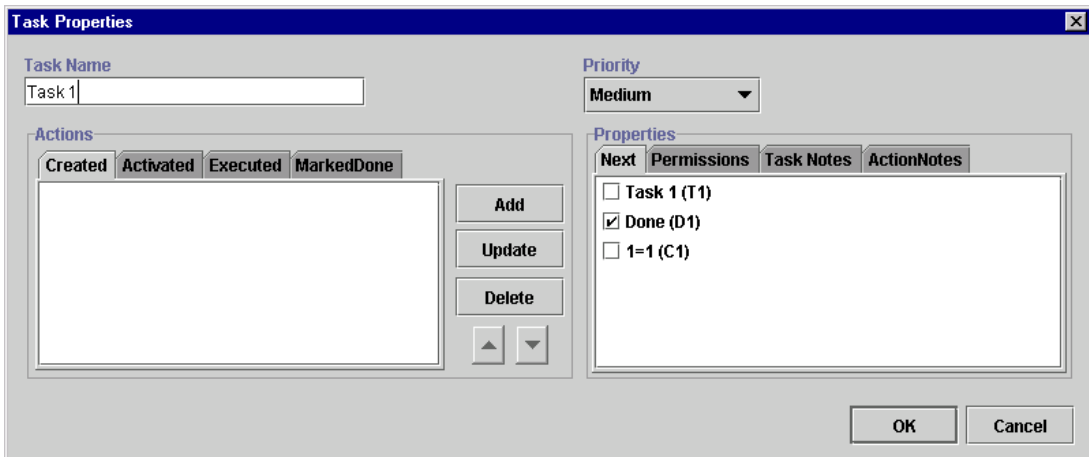 Task Properties
Task Name
Priority
Task 1
Medium
Actions
Properties
Created Activated Executed MarkedDone
Next Permissions Task Notes ActionNotes
Task 1 (T1)
Done (D1)
1=1 (C1)
Add
Update
Delete
OK Cancel